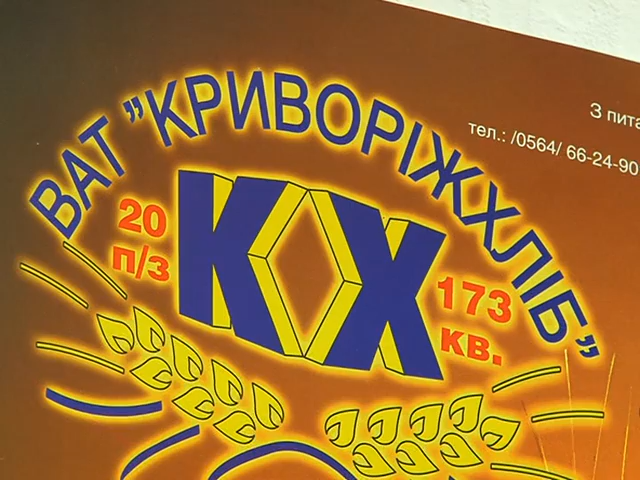 З пита
тел.: /0564/ 66-24-90
ВАТ "КРИВОРІЖХЛІБ"
КХ
20
п/з
173
кв.